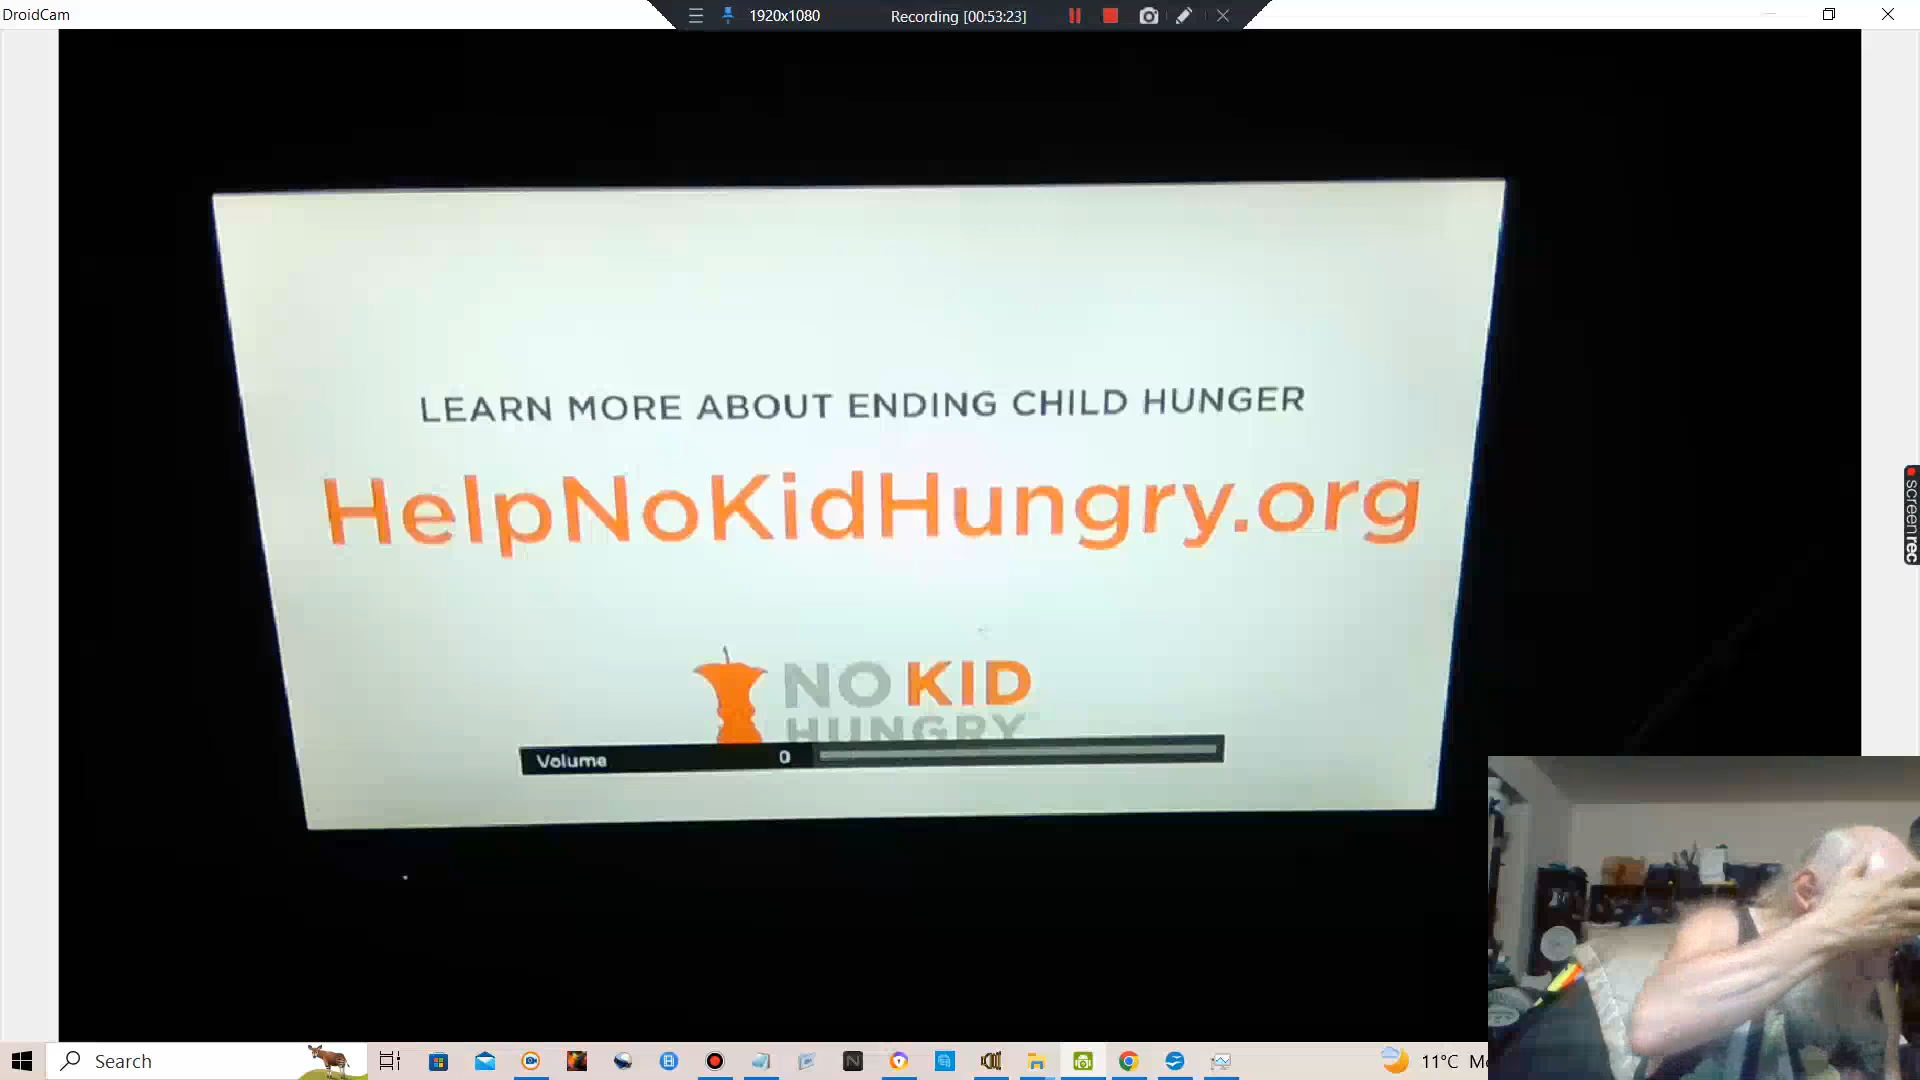 DroidCam
1920x1080
Recording [00:53:23]
LEARN MORE ABOUT ENDING CHILD HUNGER
HelpNoKidHungry.org
NO KID
HUNGRY
Volume 0
screenrec
Search
11°C